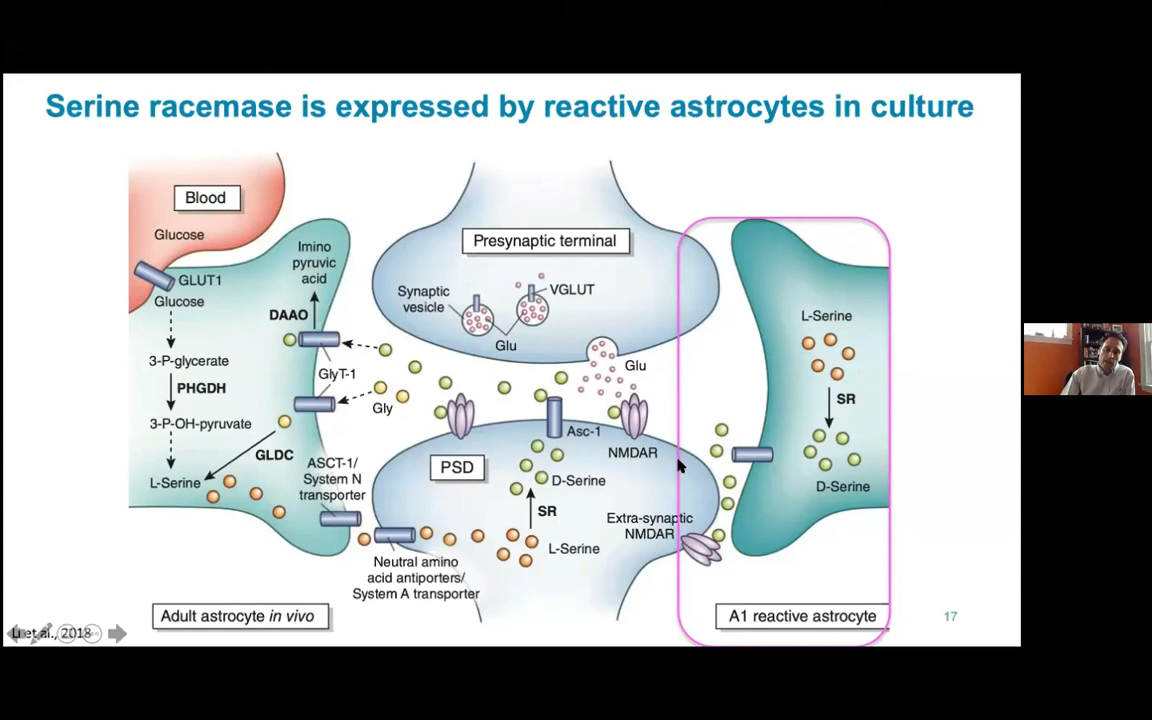 Serine racemase is expressed by reactive astrocytes in culture
Blood
Glucose
GLUT1
Glucose
3-P-glycerate
PHGDH
3-P-OH-pyruvate
L-Serine
Imino
pyruvic
acid
DAAO
GlyT-1
Gly
GLDC
ASCT-1/
System N
transporter
Adult astrocyte in vivo
Presynaptic terminal
Synaptic
vesicle
VGLUT
Glu
Glu
Asc-1
NMDAR
PSD
D-Serine
SR
L-Serine
Extra-synaptic
NMDAR
Neutral amino
acid antiporters/
System A transporter
L-Serine
SR
D-Serine
A1 reactive astrocyte
Li et al., 2018
17